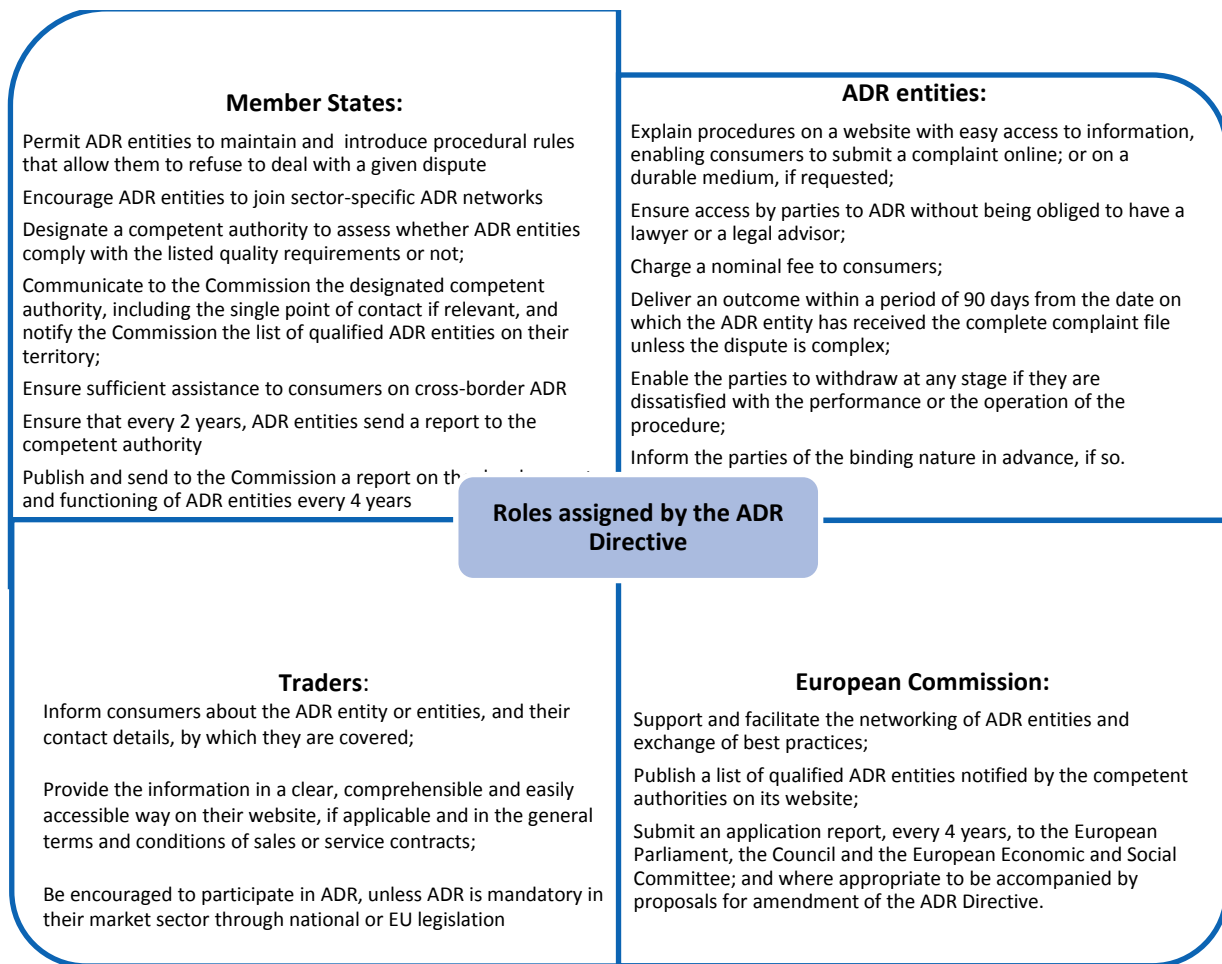 Member States:
Permit ADR entities to maintain and introduce procedural rules
that allow them to refuse to deal with a given dispute
Encourage ADR entities to join sector-specific ADR networks
Designate a competent authority to assess whether ADR entities
comply with the listed quality requirements or not;
Communicate to the Commission the designated competent
authority, including the single point of contact if relevant, and
notify the Commission the list of qualified ADR entities on their
territory;
Ensure sufficient assistance to consumers on cross-border ADR
Ensure that every 2 years, ADR entities send a report to the
competent authority
Publish and send to the Commission a report on
and functioning of ADR entities every 4 years
ADR entities:
Explain procedures on a website with easy access to information,
enabling consumers to submit a complaint online; or on a
durable medium, if requested;
Ensure access by parties to ADR without being obliged to have a
lawyer or a legal advisor;
Charge a nominal fee to consumers;
Deliver an outcome within a period of 90 days from the date on
which the ADR entity has received the complete complaint file
unless the dispute is complex;
Enable the parties to withdraw at any stage if they are
dissatisfied with the performance or the operation of the
procedure;
Inform the parties of the binding nature in advance, if so.
Roles assigned by the ADR
Directive
Traders:
Inform consumers about the ADR entity or entities, and their
contact details, by which they are covered;
Provide the information in a clear, comprehensible and easily
accessible way on their website, if applicable and in the general
terms and conditions of sales or service contracts;
Be encouraged to participate in ADR, unless ADR is mandatory in
their market sector through national or EU legislation
European Commission:
Support and facilitate the networking of ADR entities and
exchange of best practices;
Publish a list of qualified ADR entities notified by the competent
authorities on its website;
Submit an application report, every 4 years, to the European
Parliament, the Council and the European Economic and Social
Committee; and where appropriate to be accompanied by
proposals for amendment of the ADR Directive.